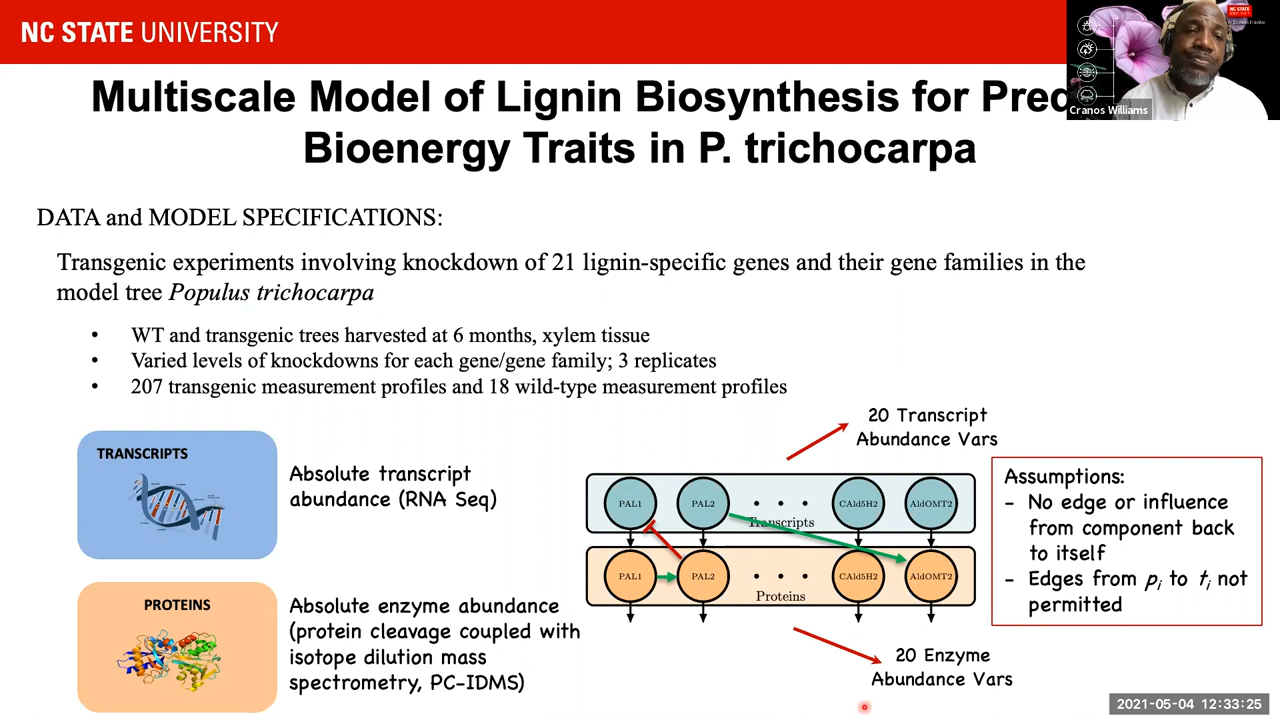 NC STATE UNIVERSITY
Multiscale Model of Lignin Biosynthesis for Pred
Bioenergy Traits in P. trichocarpa
Cranos Williams
DATA and MODEL SPECIFICATIONS:
Transgenic experiments involving knockdown of 21 lignin-specific genes and their gene families in the
model tree Populus trichocarpa
• WT and transgenic trees harvested at 6 months, xylem tissue
• Varied levels of knockdowns for each gene/gene family; 3 replicates
• 207 transgenic measurement profiles and 18 wild-type measurement profiles
TRANSCRIPTS
Absolute transcript
abundance (RNA Seq)
PROTEINS
Absolute enzyme abundance
(protein cleavage coupled with
isotope dilution mass
spectrometry, PC-IDMS)
20 Transcript
Abundance Vars
PAL1 PAL2 • • • CAld5H2 AldOMT2
Transcripts
PAL1 PAL2 • • • CAld5H2 AldOMT2
Proteins
20 Enzyme
Abundance Vars
Assumptions:
- No edge or influence
from component back
to itself
- Edges from pi to ti not
permitted
2021-05-04 12:33:25